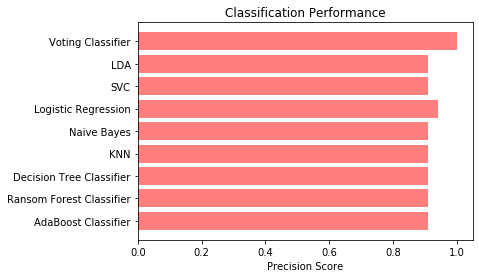 Classification Performance
Voting Classifier
LDA
SVC
Logistic Regression
Naive Bayes
KNN
Decision Tree Classifier
Ransom Forest Classifier
AdaBoost Classifier
0.0 0.2 0.4 0.6 0.8 1.0
Precision Score